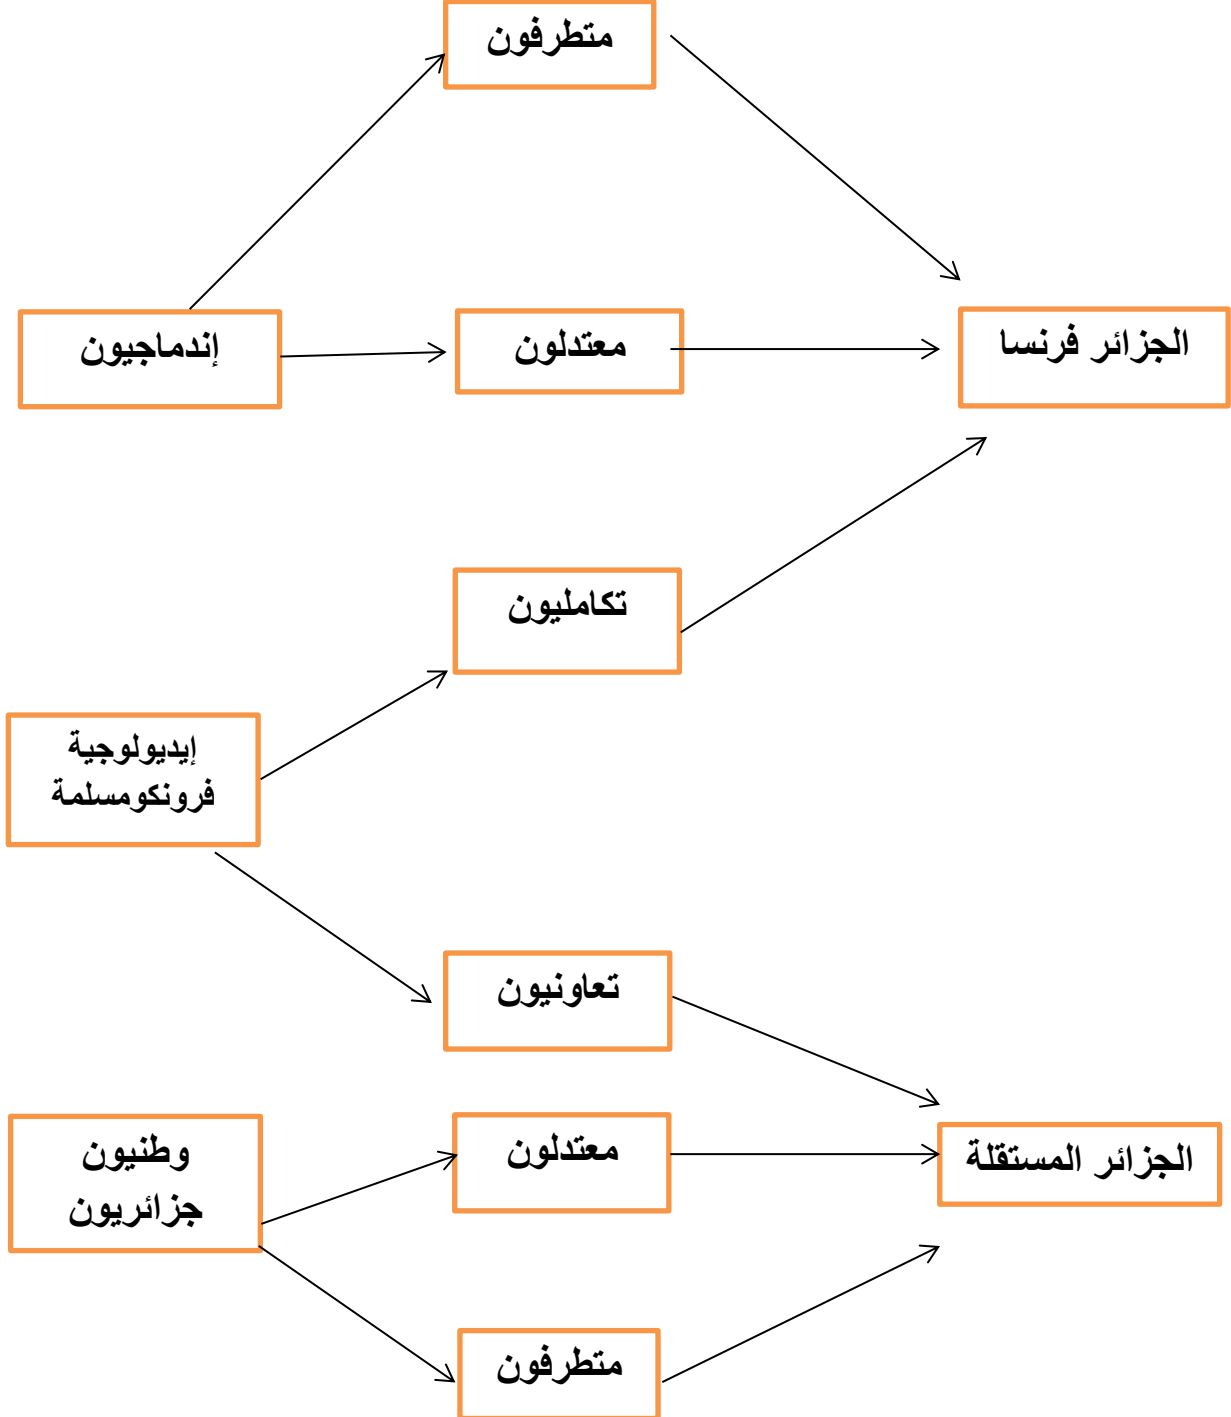 متطرفون
إندماجيون
معتدلون
الجزائر فرنسا
تكامليون
إيديولوجية
فرونكومسلمة
تعاونيون
وطنيون
جزائريون
معتدلون
الجزائر المستقلة
متطرفون